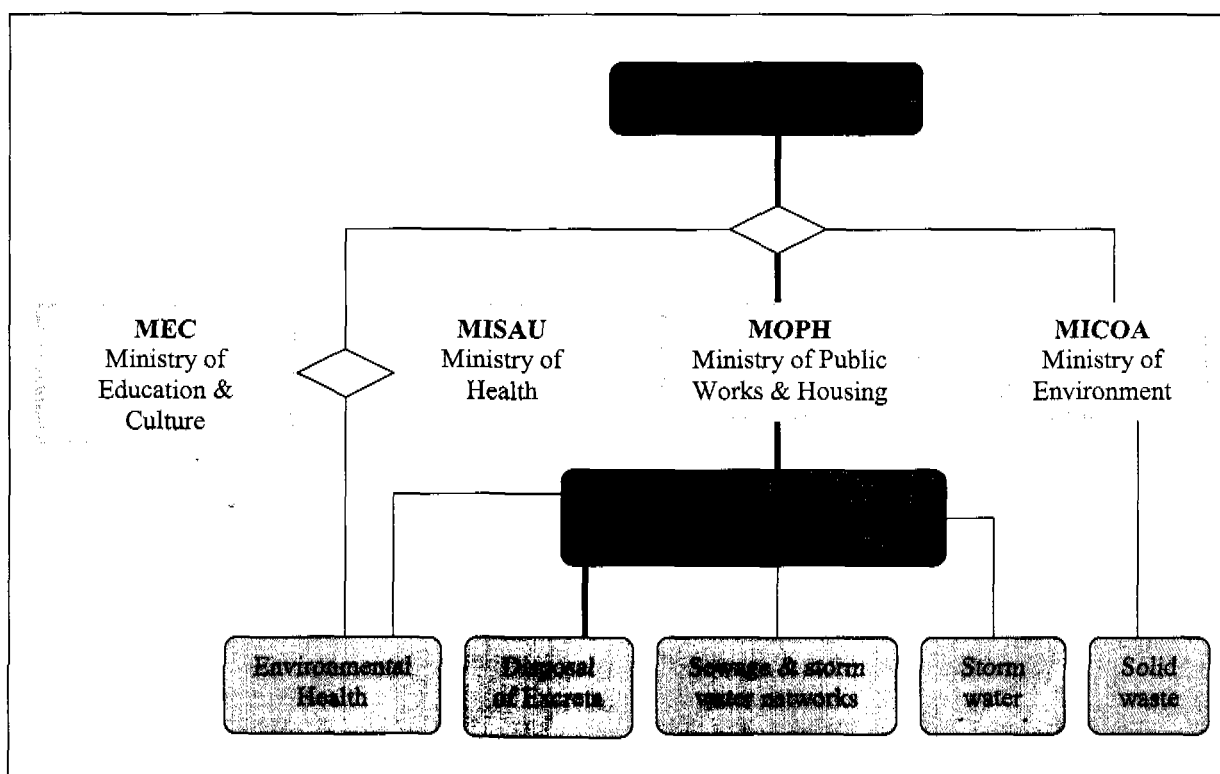 MEC
Ministry of
Education &
Culture
MISAU
Ministry of
Health
MOPH
Ministry of Public
Works & Housing
MICOA
Ministry of
Environment
Environmental
Health
Disposal
of Excreta
Sewage & storm
water networks
Storm
water
Solid
waste